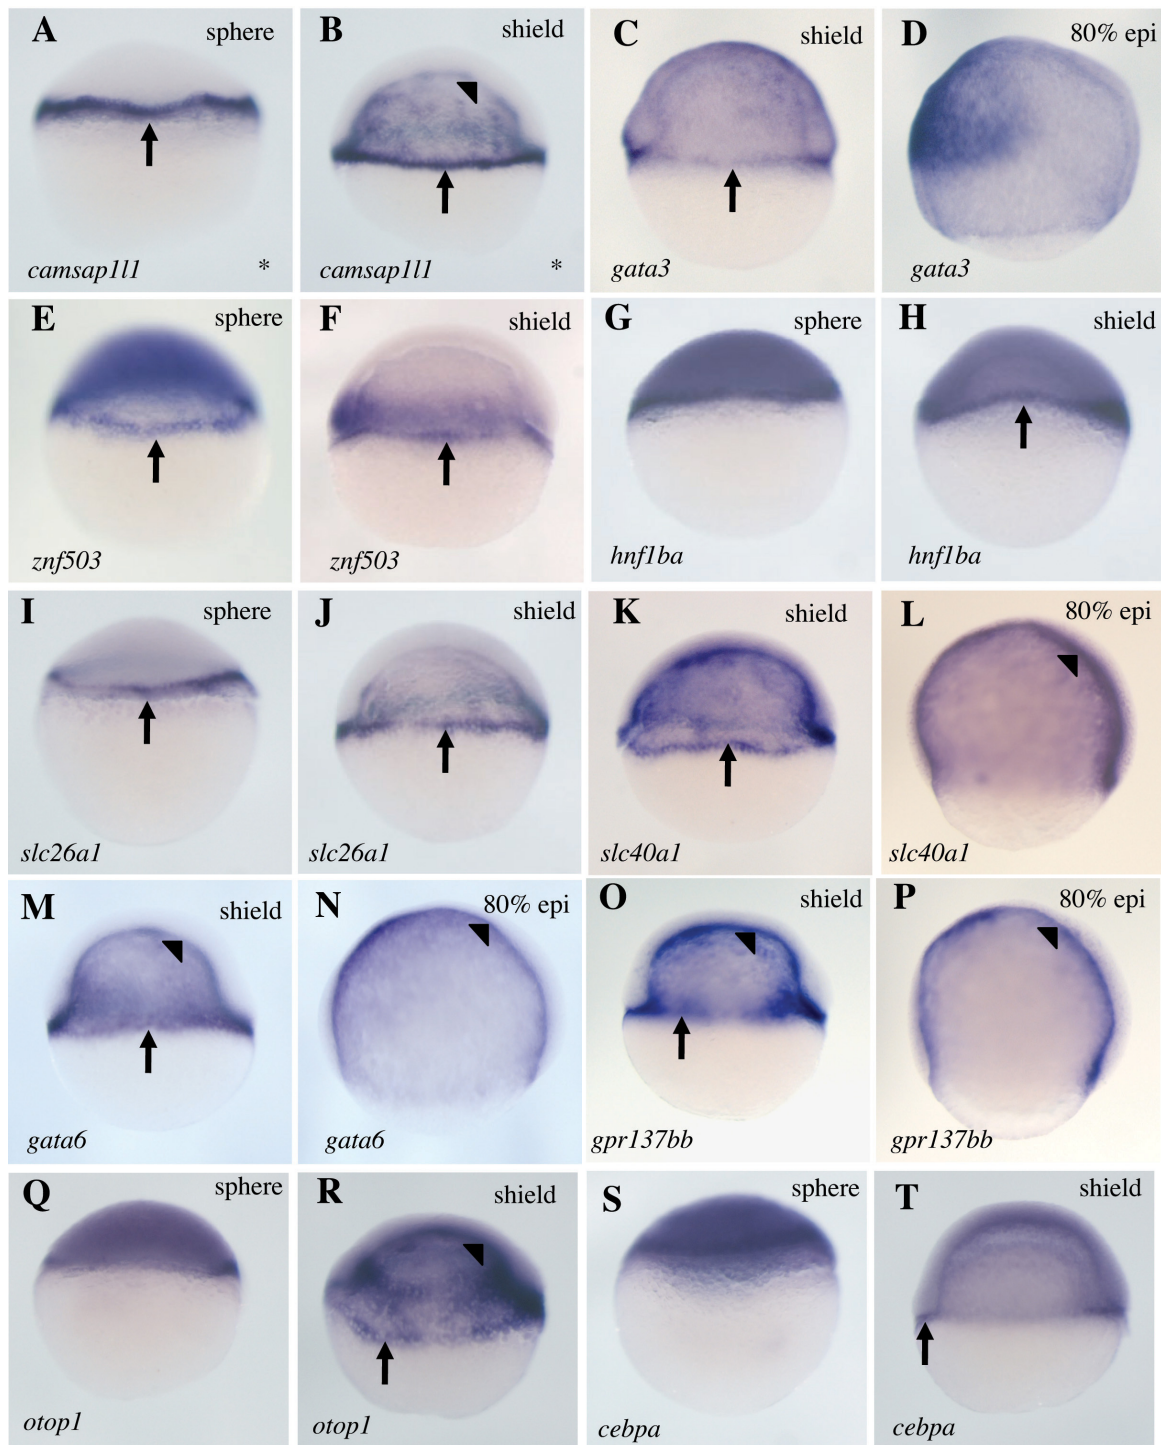 A sphere
camsap1l1 *
B shield
camsap1l1 *
C shield
gata3
D 80% epi
gata3
E sphere
znf503
F shield
znf503
G sphere
hnf1ba
H shield
hnf1ba
I sphere
slc26a1
J shield
slc26a1
K shield
slc40a1
L 80% epi
slc40a1
M shield
gata6
N 80% epi
gata6
O shield
gpr137bb
P 80% epi
gpr137bb
Q sphere
otop1
R shield
otop1
S sphere
cebpa
T shield
cebpa